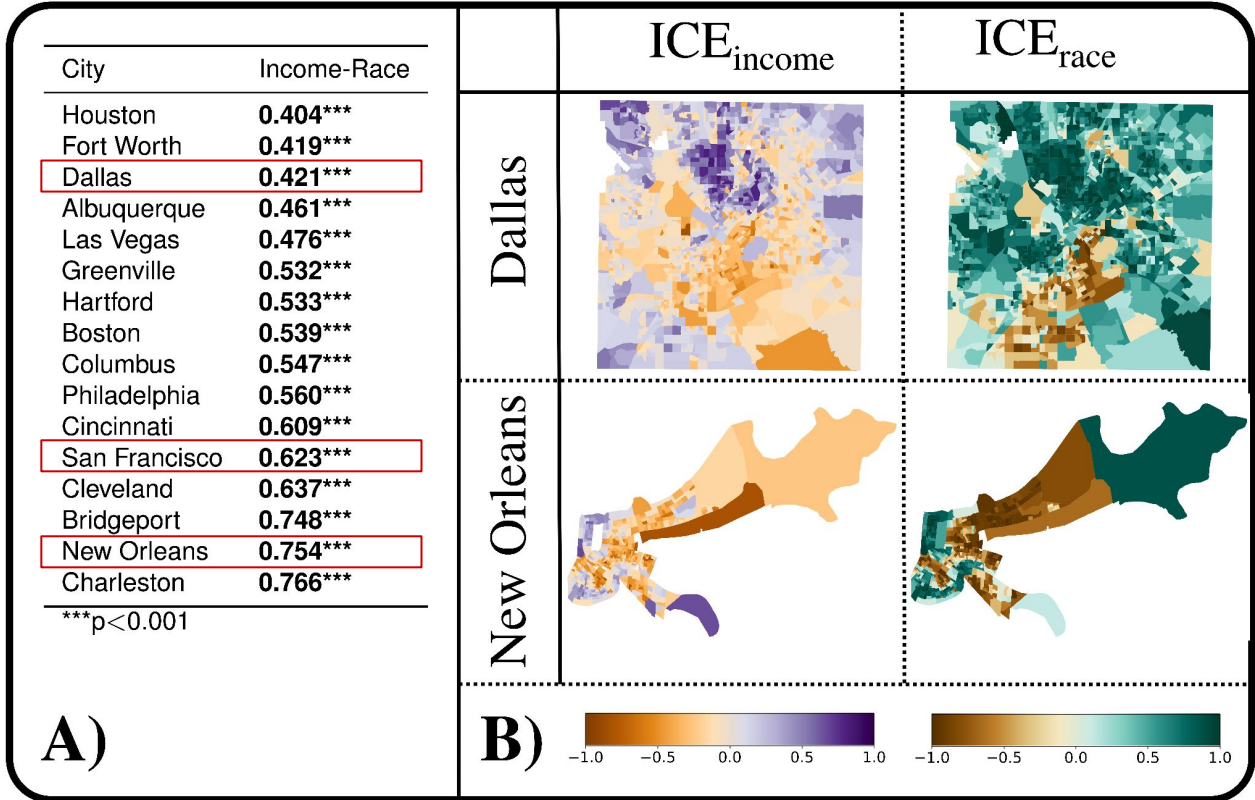 City Income-Race
Houston 0.404***
Fort Worth 0.419***
Dallas 0.421***
Albuquerque 0.461***
Las Vegas 0.476***
Greenville 0.532***
Hartford 0.533***
Boston 0.539***
Columbus 0.547***
Philadelphia 0.560***
Cincinnati 0.609***
San Francisco 0.623***
Cleveland 0.637***
Bridgeport 0.748***
New Orleans 0.754***
Charleston 0.766***
***p<0.001
A)
ICEincome ICErace
Dallas
New Orleans
B)
−1.0 −0.5 0.0 0.5 1.0
−1.0 −0.5 0.0 0.5 1.0